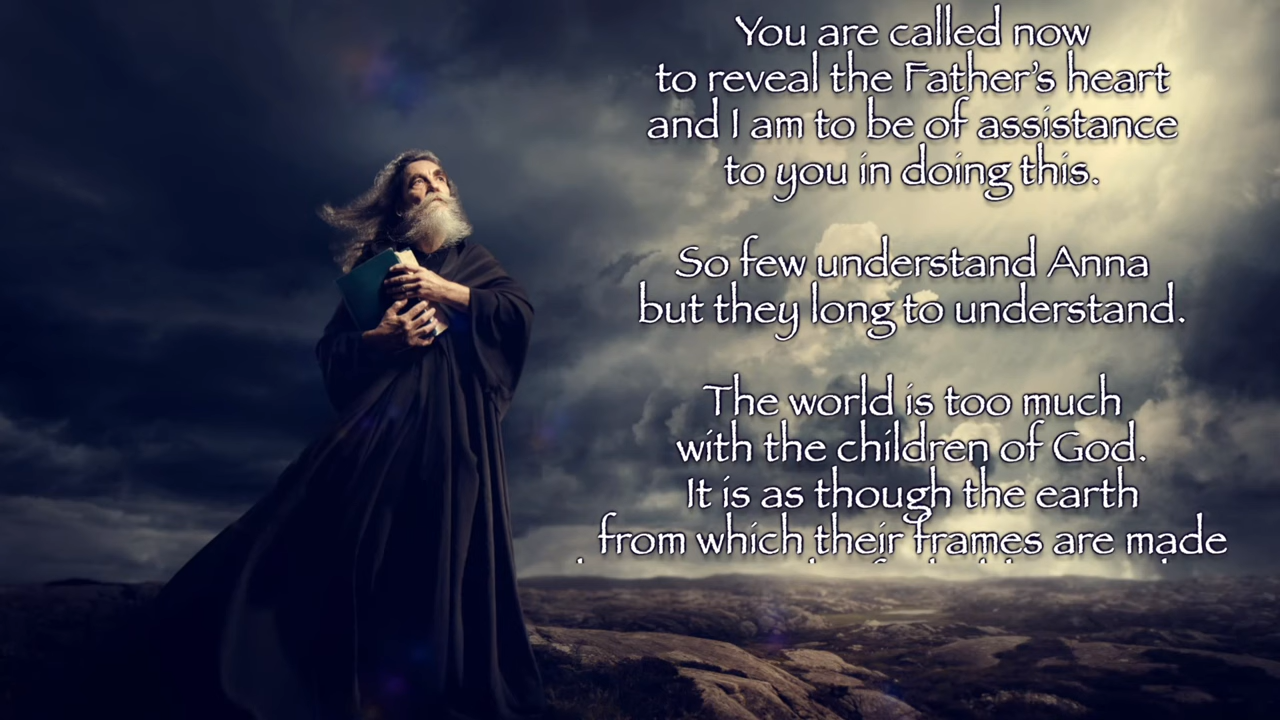 You are called now
to reveal the Father's heart
and I am to be of assistance
to you in doing this.
So few understand Anna
but they long to understand.
The world is too much
with the children of God.
It is as though the earth
from which their frames are made